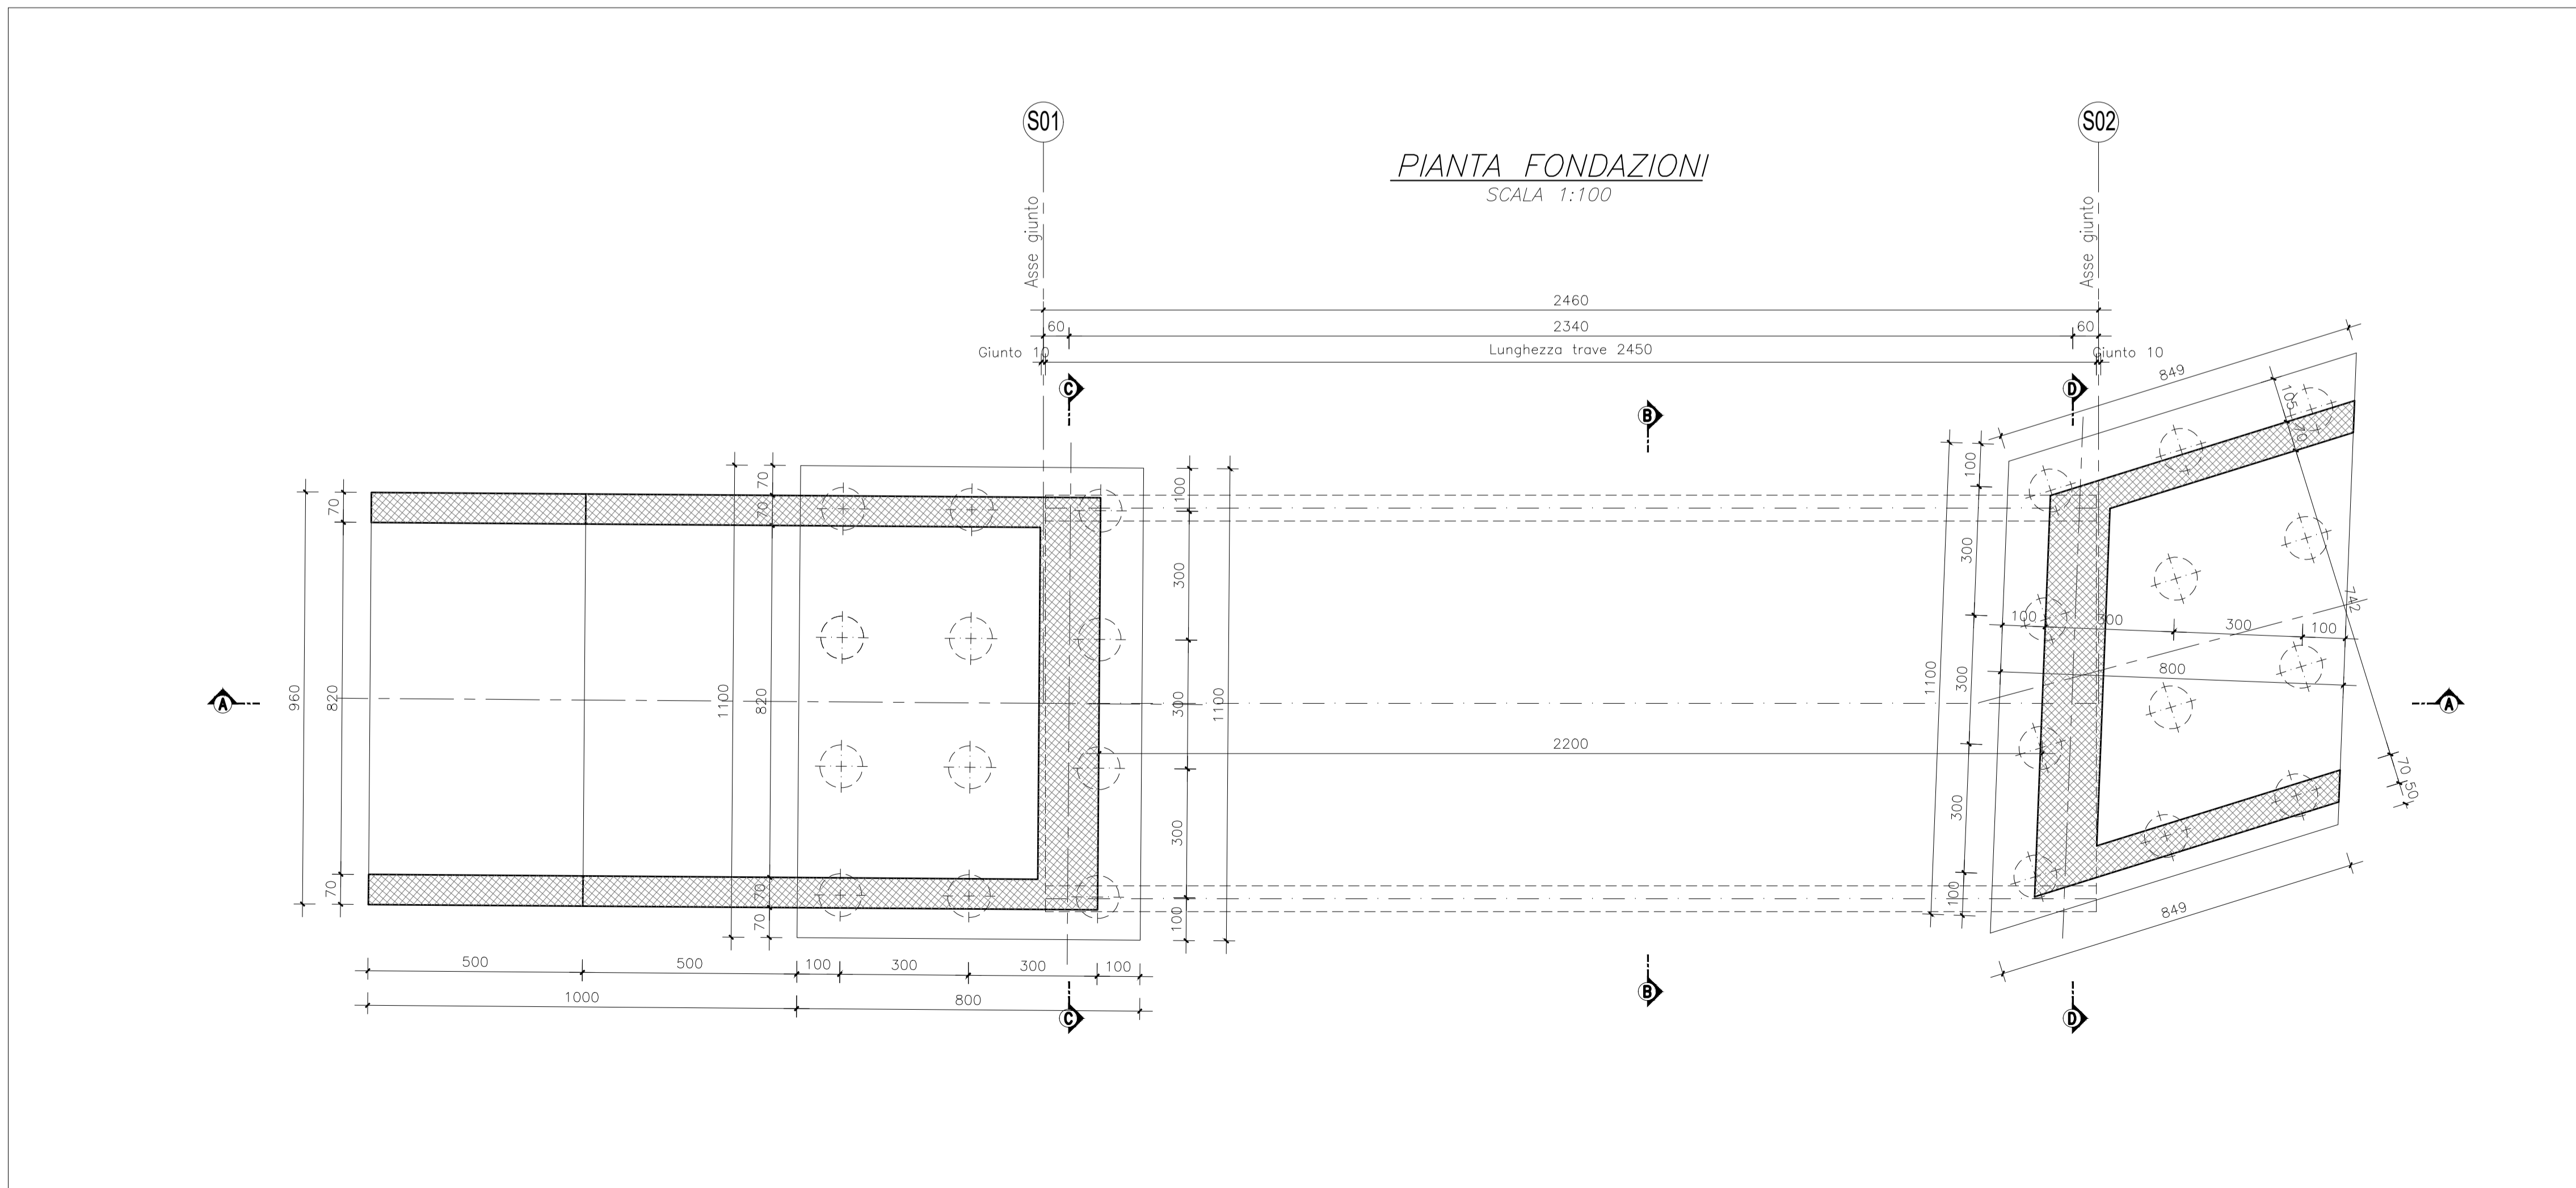 S01
S02
PIANTA FONDAZIONI
SCALA 1:100
Asse giunto
Asse giunto
2460
60
2340
60
Giunto 10
Lunghezza trave 2450
Giunto 10
C
D
B
849
105
70
742
70
50
100
300
300
300
100
1100
100
300
300
100
800
849
70
820
70
960
1100
70
70
820
70
70
100
300
300
300
100
1100
2200
A
A
500
500
100
300
300
100
1000
800
C
B
D